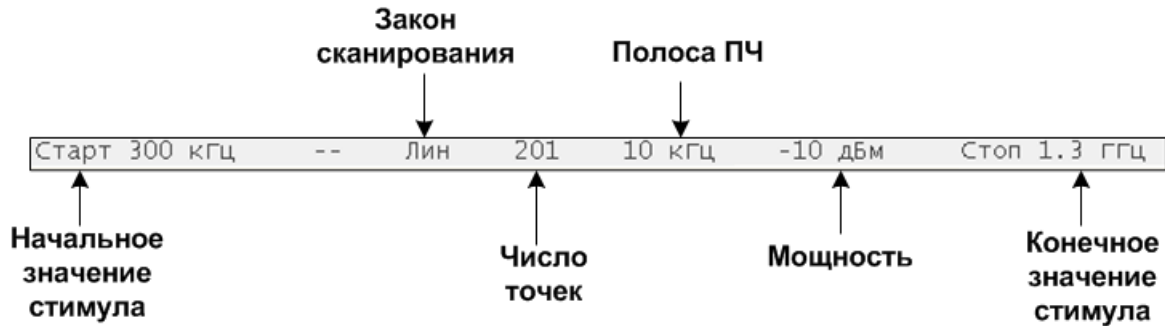 Закон
сканирования
Полоса ПЧ
Старт 300 кГц -- Лин 201 10 кГц -10 дБм Стоп 1.3 ГГц
Начальное
значение
стимула
Число
точек
Мощность
Конечное
значение
стимула